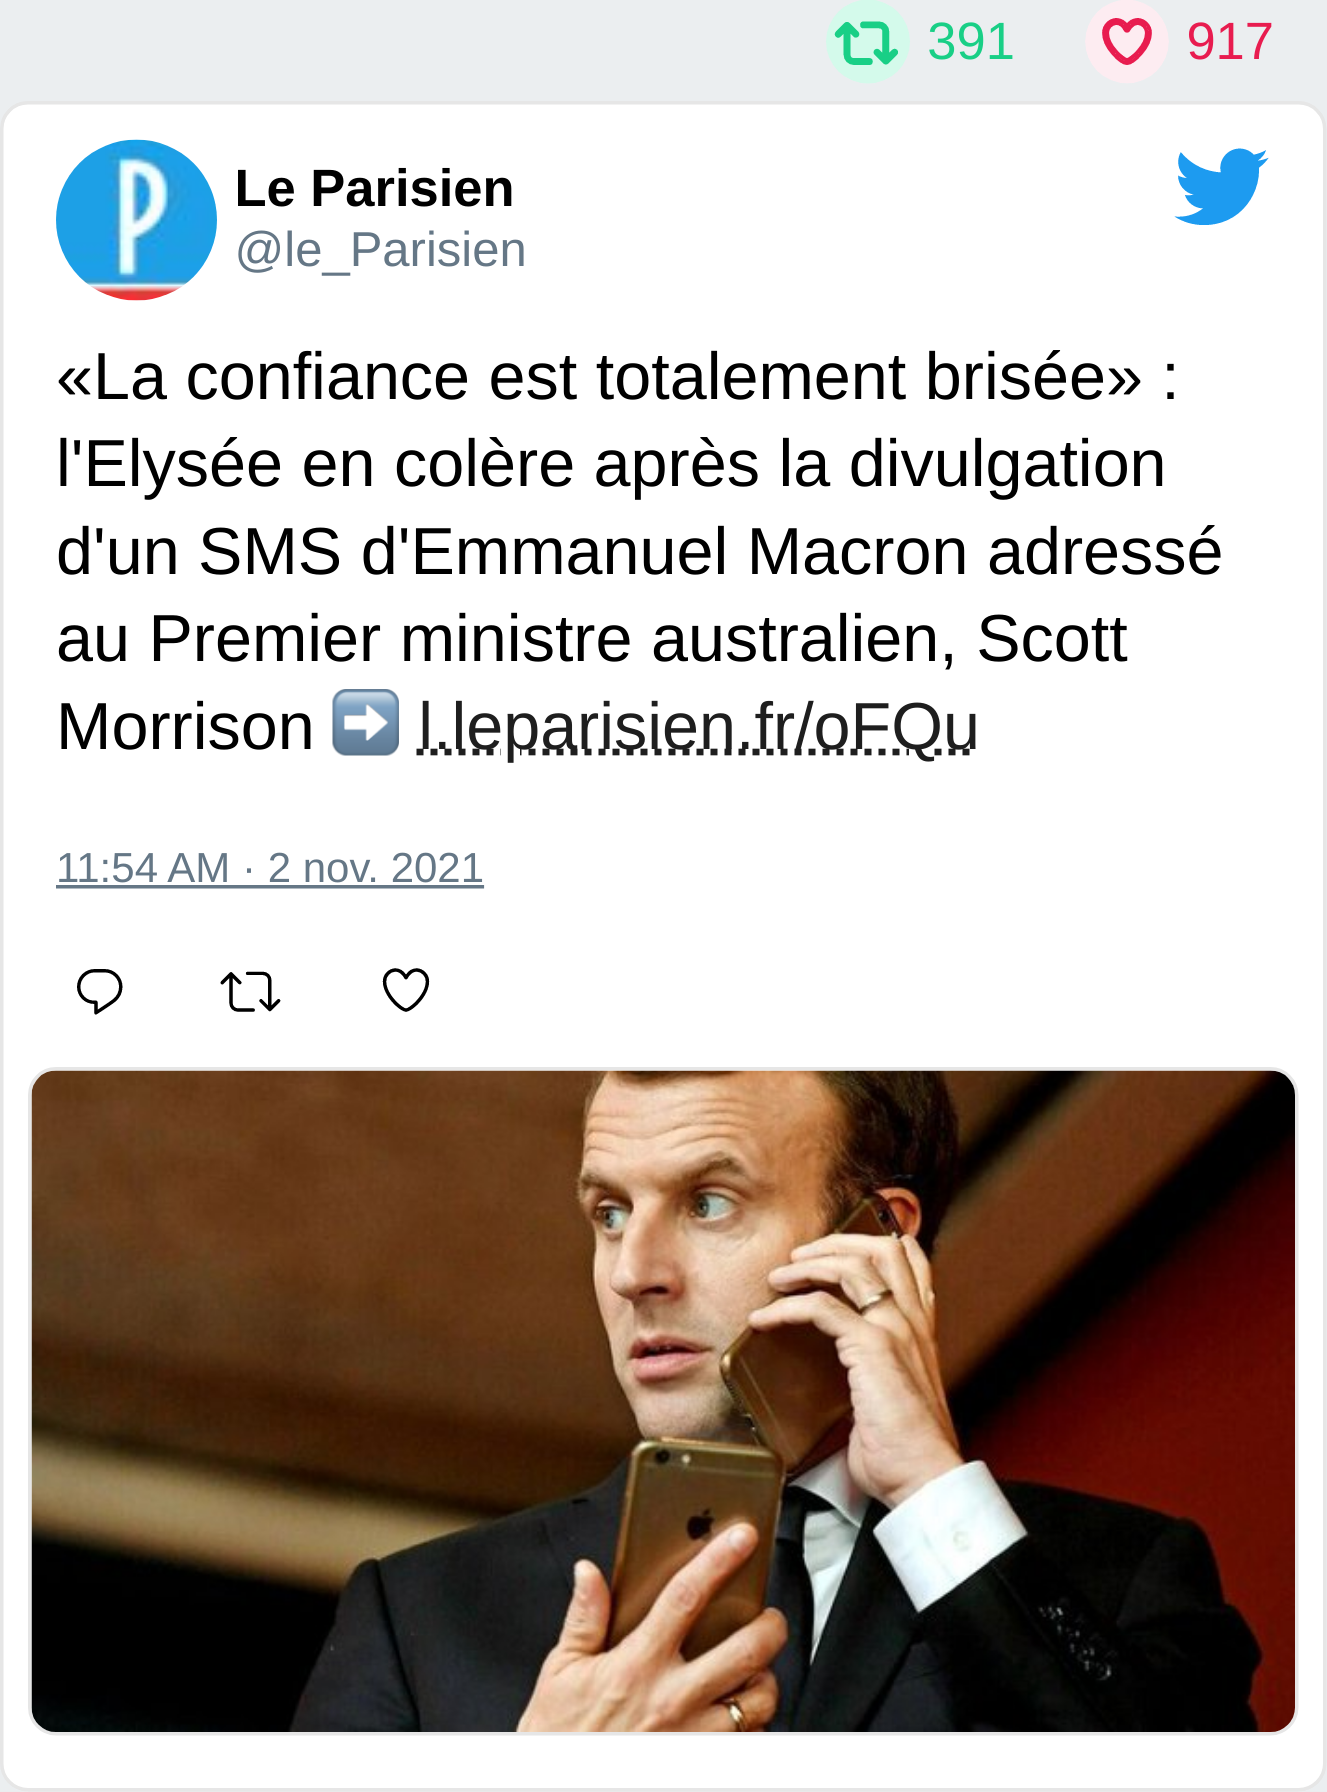 391 917
Le Parisien
@le_Parisien
«La confiance est totalement brisée» :
l'Elysée en colère après la divulgation
d'un SMS d'Emmanuel Macron adressé
au Premier ministre australien, Scott
Morrison ➡️ l.leparisien.fr/oFQu
11:54 AM · 2 nov. 2021